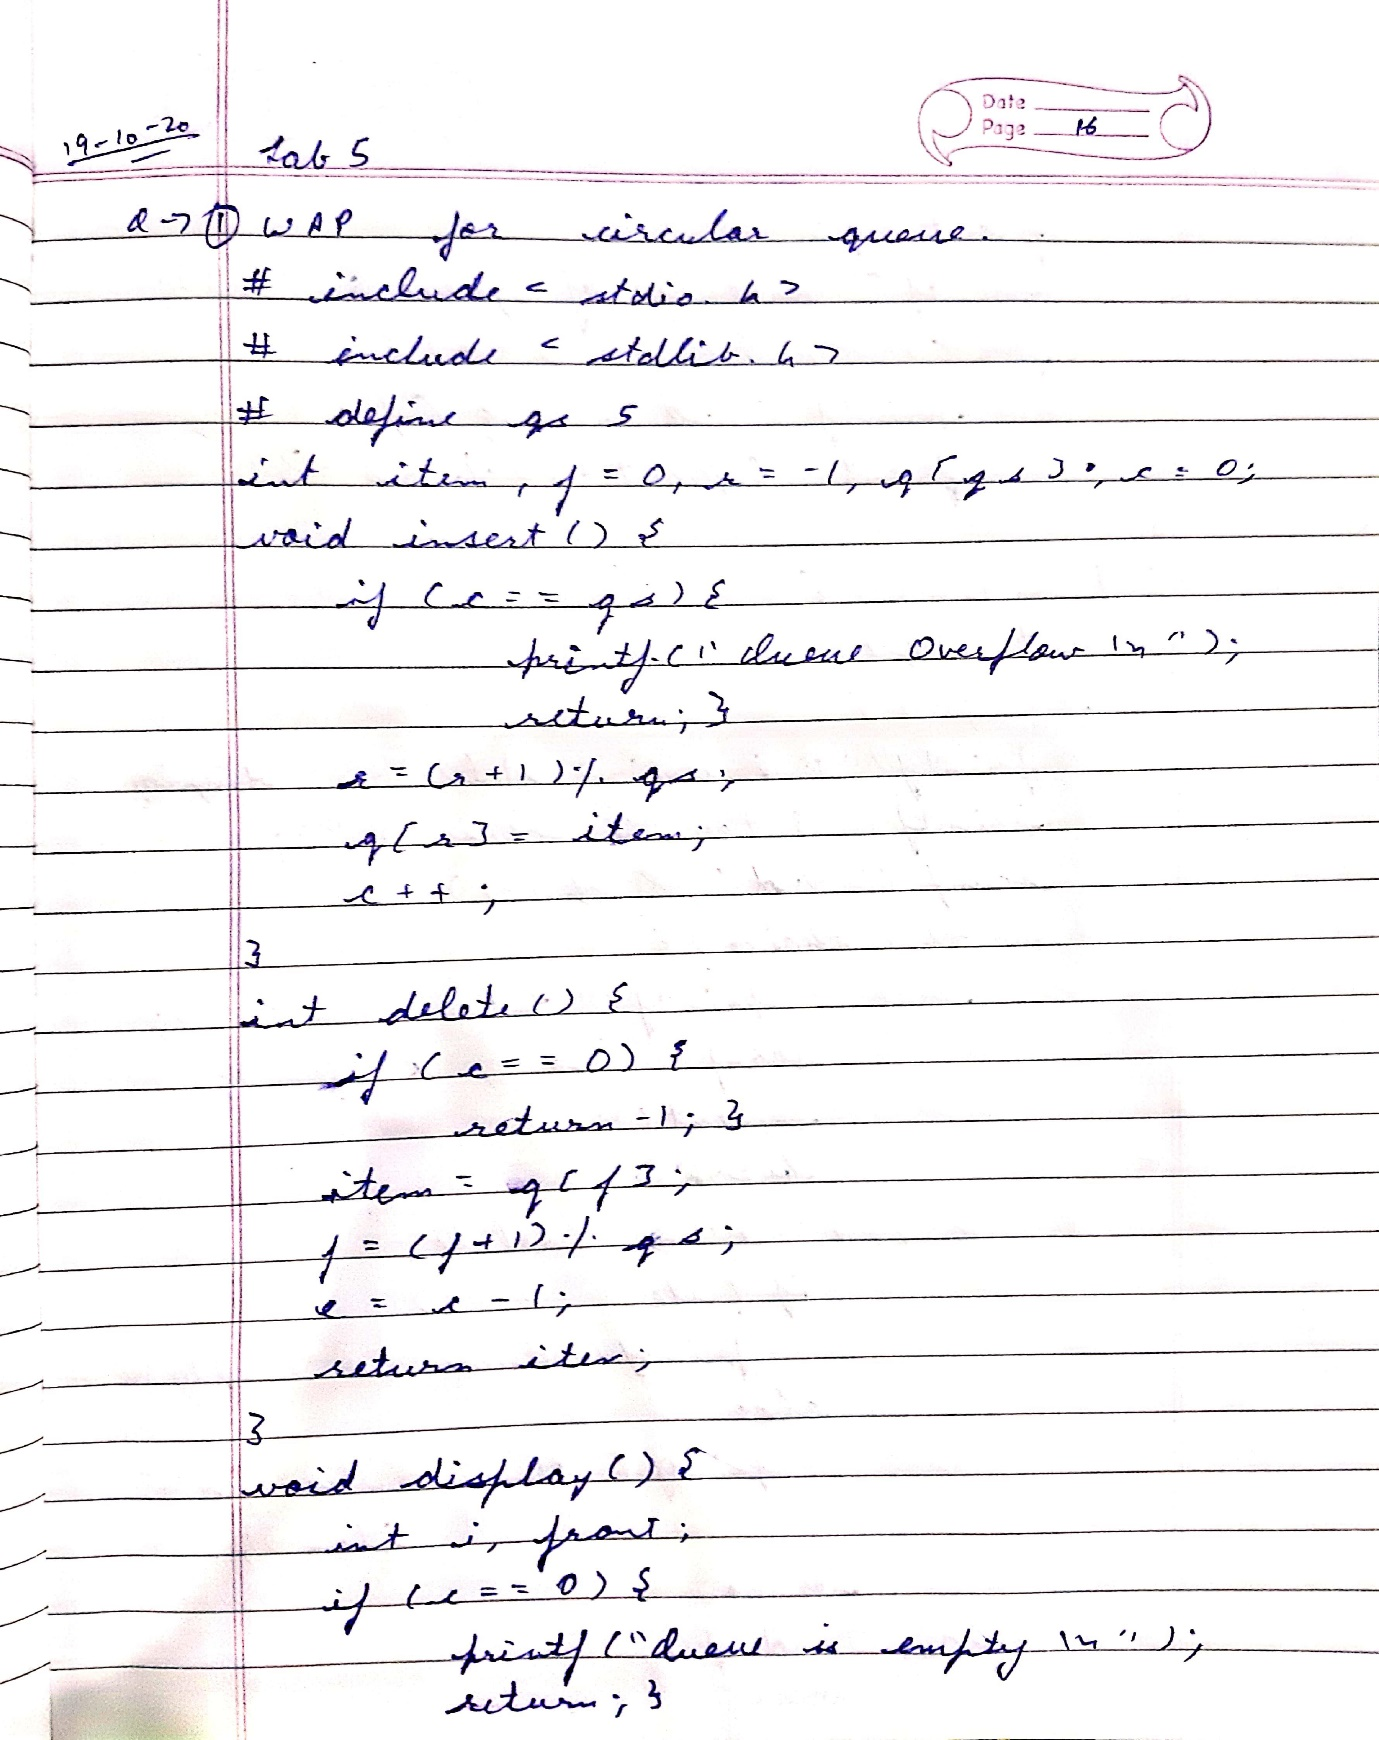 Date
Page 16
19-10-20
Lab 5
Q → ① WAP for circular queue.
# include < stdio.h >
# include < stdlib.h >
# define qs 5
int item, f = 0, r = -1, q[qs], c = 0;
void insert () {
if (c == qs) {
printf ("Queue Overflow \n");
return; }
r = (r+1) % qs;
q[r] = item;
c++;
}
int delete () {
if (c == 0) {
return -1; }
item = q[f];
f = (f+1) % qs;
c = c - 1;
return item;
}
void display () {
int i, front;
if (c == 0) {
printf ("Queue is empty \n");
return; }